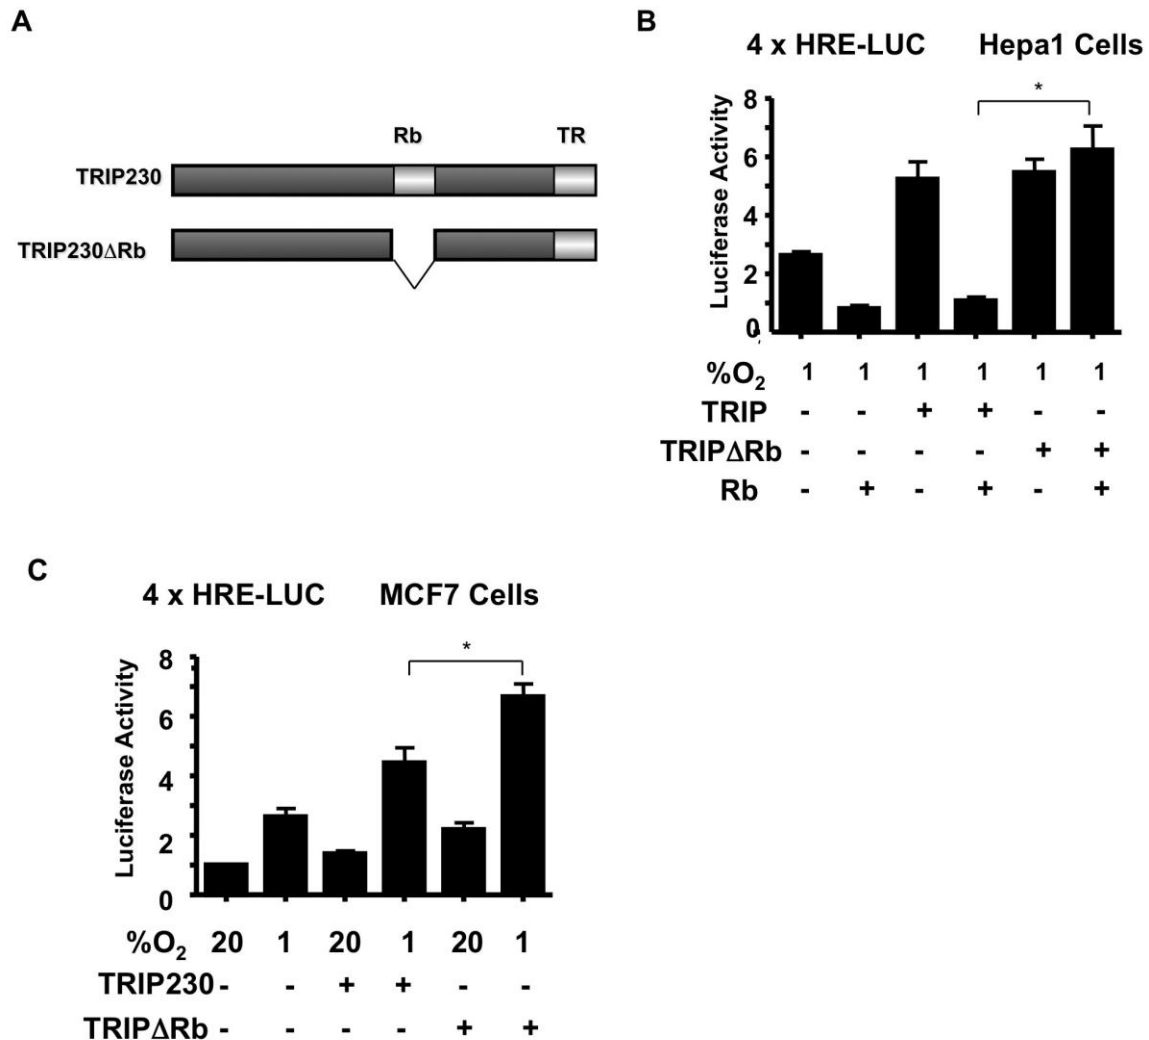 A
Rb TR
TRIP230
TRIP230ΔRb
B
4 x HRE-LUC Hepa1 Cells
*
Luciferase Activity
8
6
4
2
0
%O2 1 1 1 1 1 1
TRIP - - + + - -
TRIPΔRb - - - - + +
Rb - + - + - +
C
4 x HRE-LUC MCF7 Cells
*
Luciferase Activity
8
6
4
2
0
%O2 20 1 20 1 20 1
TRIP230 - - + + - -
TRIPΔRb - - - - + +